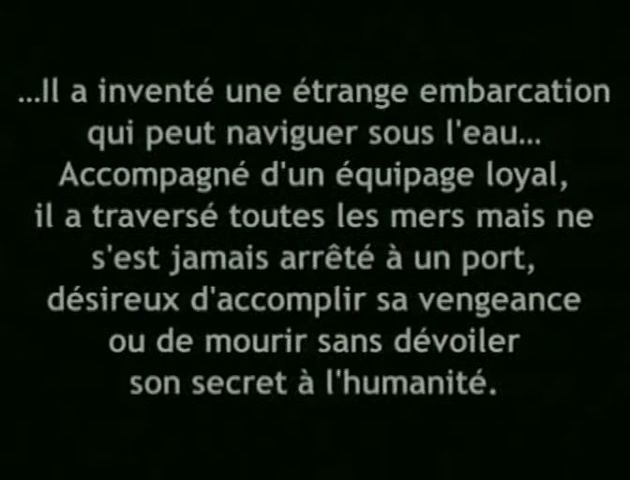 ...Il a inventé une étrange embarcation
qui peut naviguer sous l'eau...
Accompagné d'un équipage loyal,
il a traversé toutes les mers mais ne
s'est jamais arrêté à un port,
désireux d'accomplir sa vengeance
ou de mourir sans dévoiler
son secret à l'humanité.